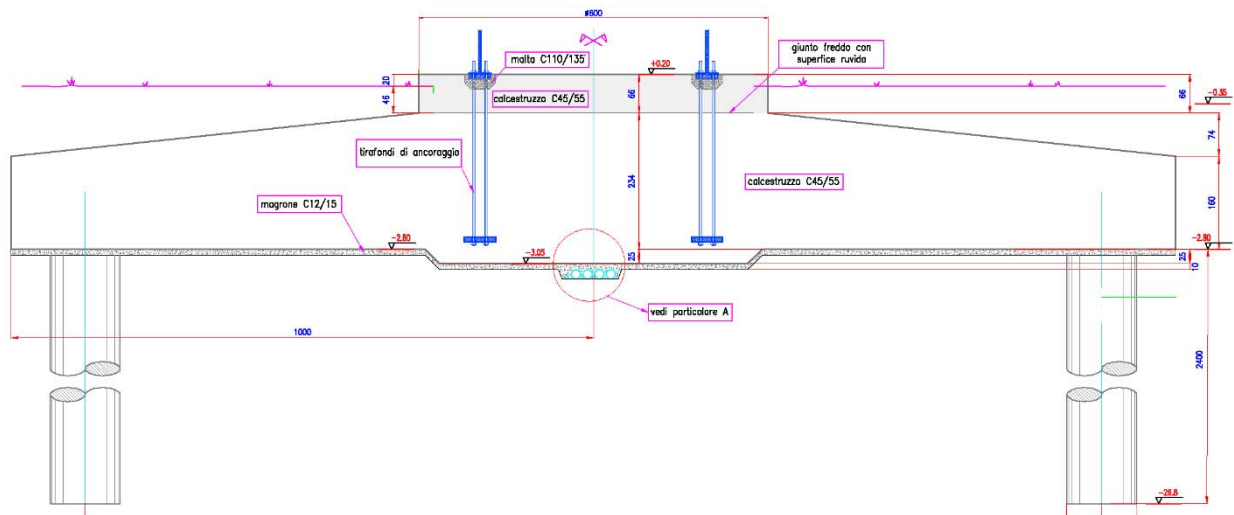 ø600
malta C110/135
giunto freddo con
superfice ruvida
+0.20
20
46
66
66
-0.35
calcestruzzo C45/55
74
tirafondi di ancoraggio
234
calcestruzzo C45/55
160
magrone C12/15
-2.80
-3.05
-2.80
25
25
10
vedi particolare A
1000
2400
-26.8